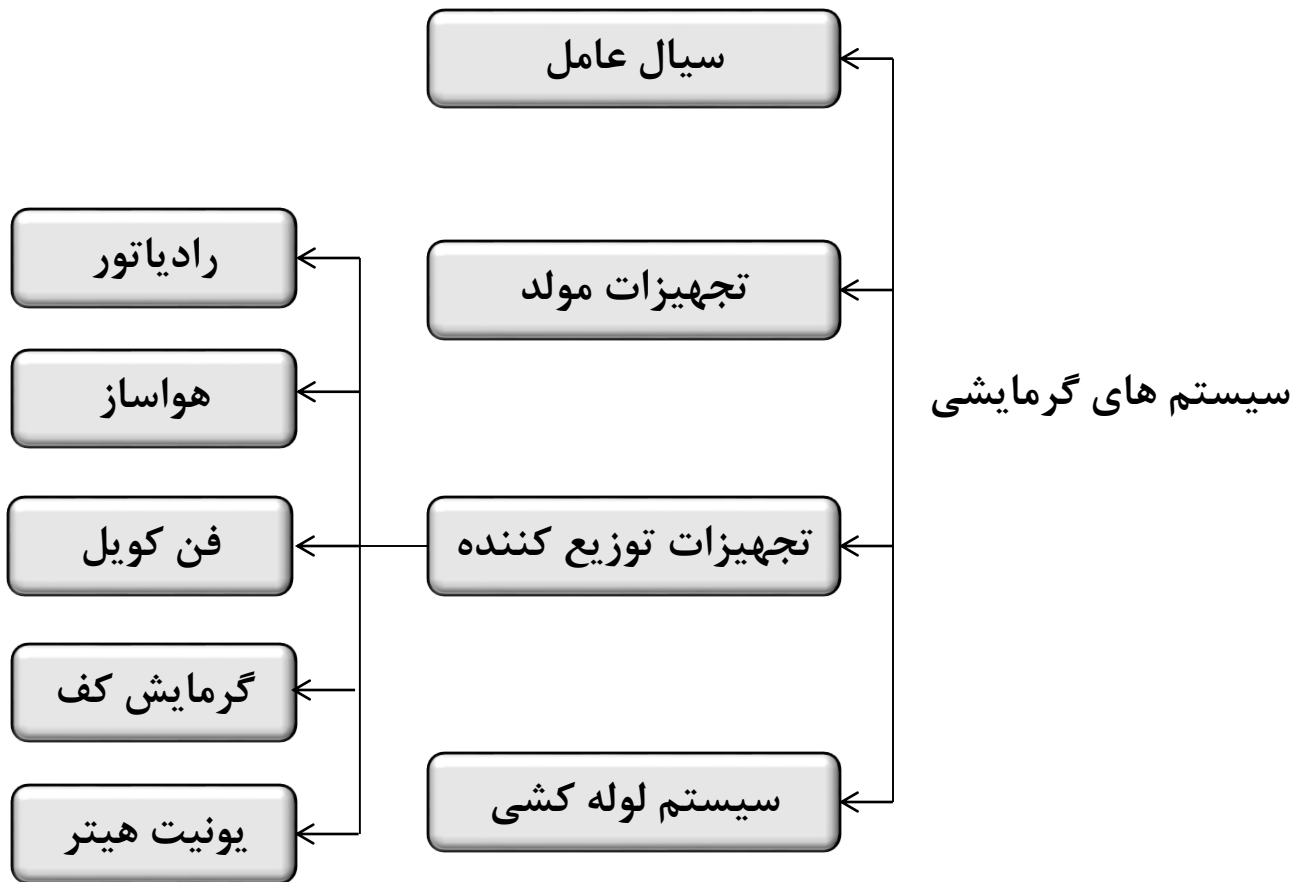 سیستم های گرمایشی
سیال عامل
تجهیزات مولد
تجهیزات توزیع کننده
سیستم لوله کشی
رادیاتور
هواساز
فن کویل
گرمایش کف
یونیت هیتر